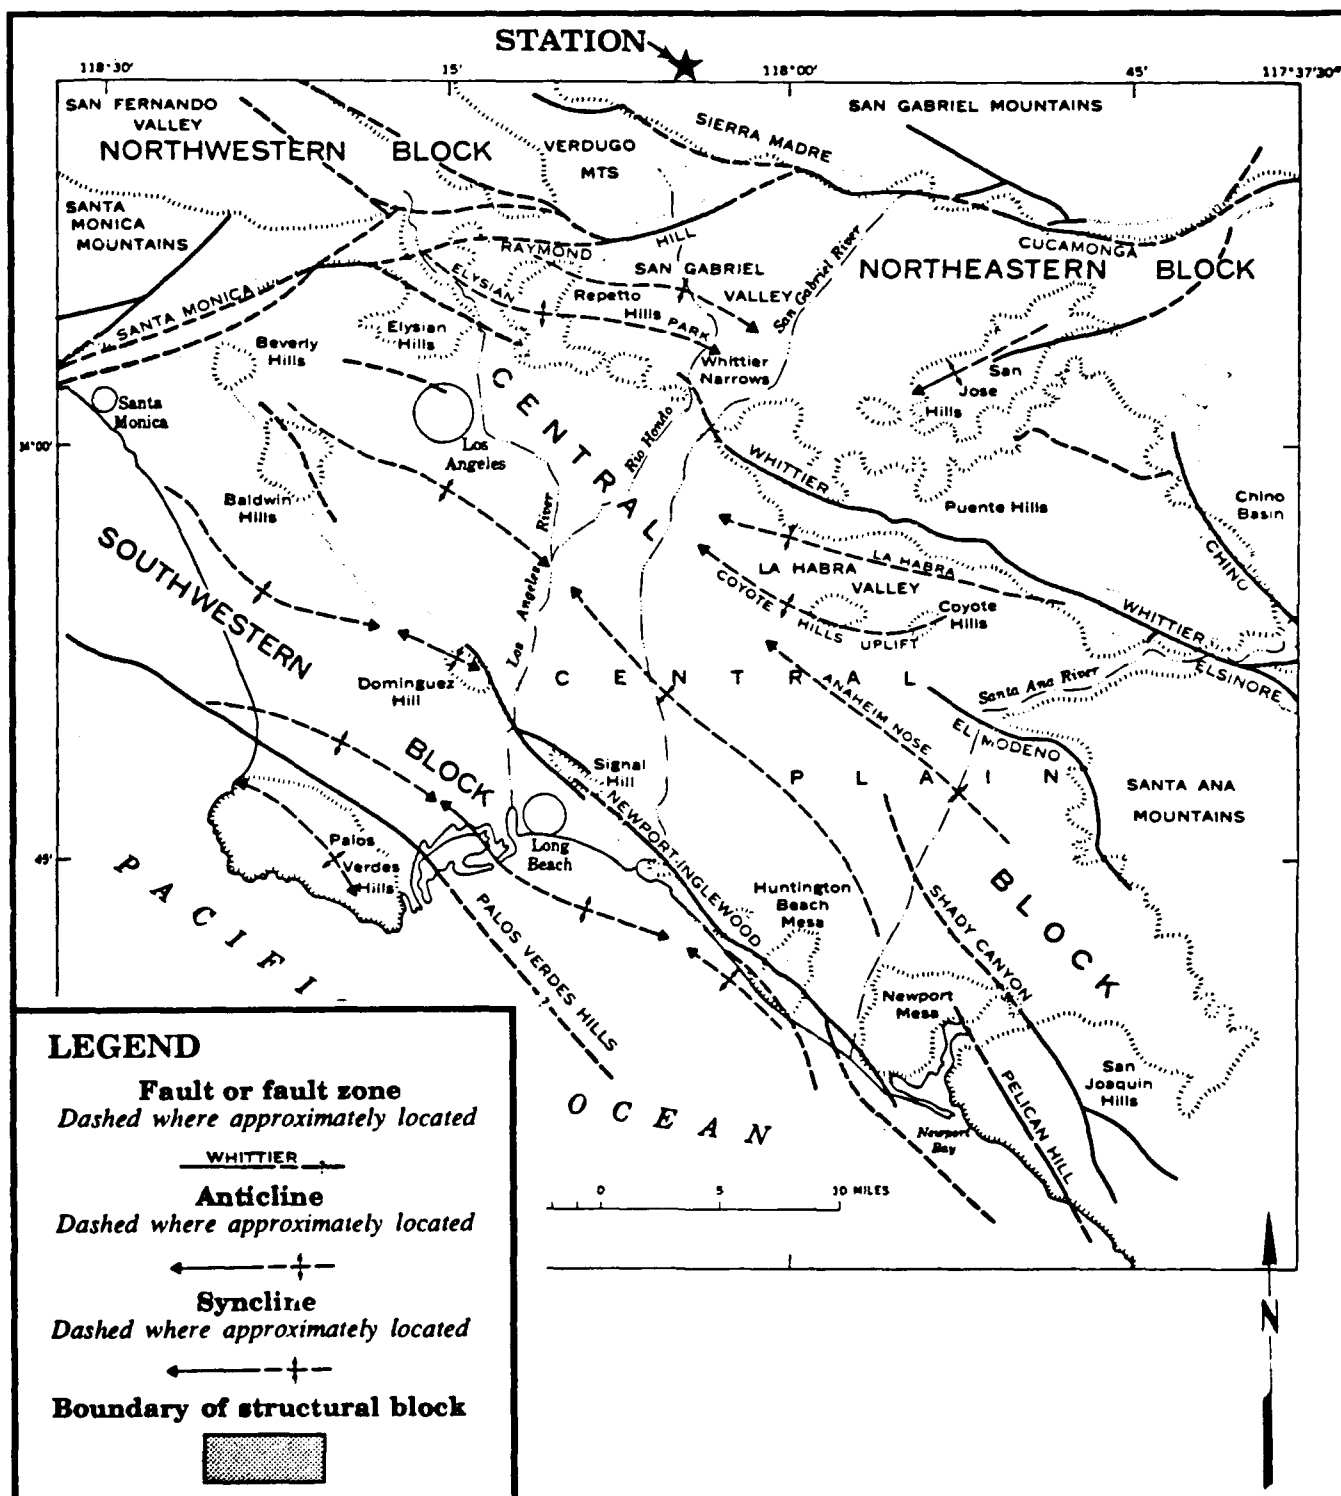 STATION
118°30'
15'
118°00'
45'
117°37'30"
SAN FERNANDO
VALLEY
NORTHWESTERN BLOCK
VERDUGO
MTS
SIERRA MADRE
SAN GABRIEL MOUNTAINS
SANTA
MONICA
MOUNTAINS
SANTA MONICA
RAYMOND
HILL
ELYSIAN
PARK
SAN GABRIEL
VALLEY
San Gabriel River
CUCAMONGA
NORTHEASTERN BLOCK
Repetto
Hills
Elysian
Hills
Beverly
Hills
Whittier
Narrows
San
Jose
Hills
Santa
Monica
Los
Angeles
CENTRAL
Rio Hondo
WHITTIER
34°00'
Baldwin
Hills
Puente Hills
Chino
Basin
CHINO
LA HABRA
LA HABRA
VALLEY
COYOTE
HILLS
UPLIFT
Coyote
Hills
WHITTIER
ELSINORE
SOUTHWESTERN
BLOCK
Los Angeles River
Dominguez
Hill
CENTRAL
PLAIN
ANAHEIM NOSE
Santa Ana River
EL MODENO
SANTA ANA
MOUNTAINS
Signal
Hill
NEWPORT-INGLEWOOD
Long
Beach
45'
Palos
Verdes
Hills
PALOS VERDES HILLS
Huntington
Beach
Mesa
SHADY CANYON
BLOCK
Newport
Mesa
San
Joaquin
Hills
PELICAN HILL
Newport
Bay
PACIFI
OCEAN
0 5 10 MILES
N
LEGEND
Fault or fault zone
Dashed where approximately located
WHITTIER
Anticline
Dashed where approximately located
Syncline
Dashed where approximately located
Boundary of structural block